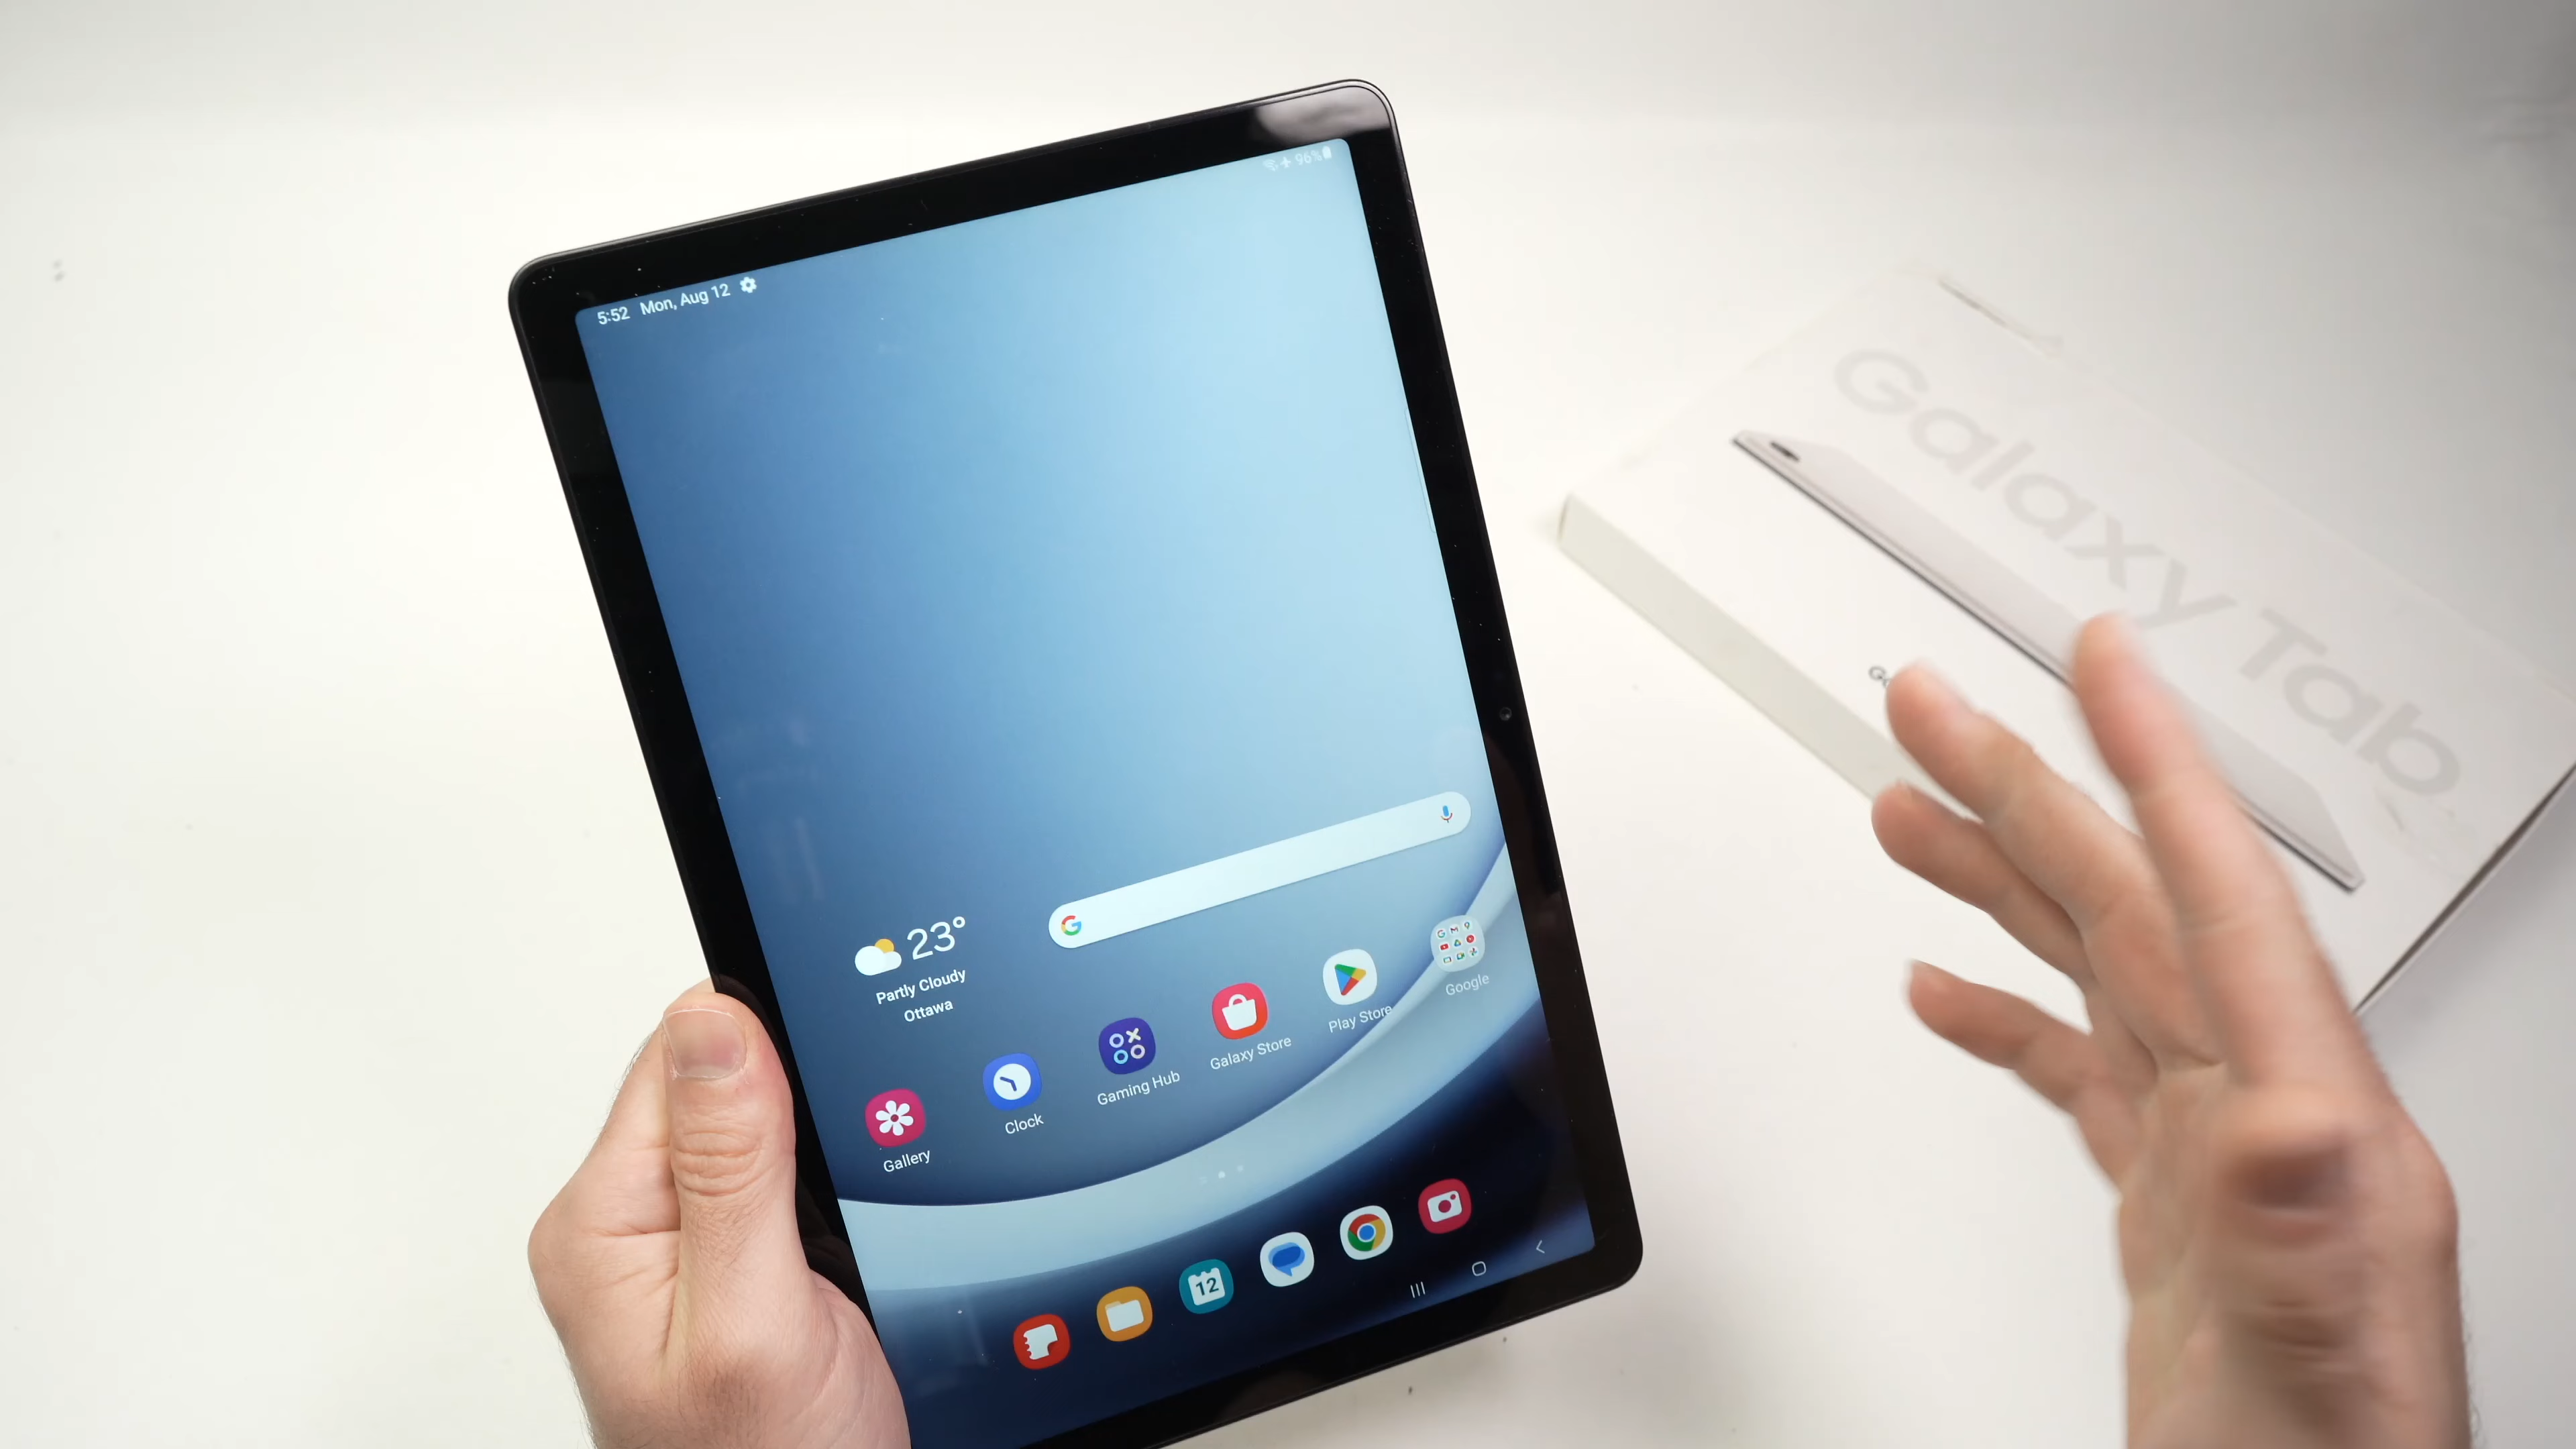 5:52 Mon, Aug 12
96%
23°
Partly Cloudy
Ottawa
Gallery
Clock
Gaming Hub
Galaxy Store
Play Store
Google
12
Galaxy Tab